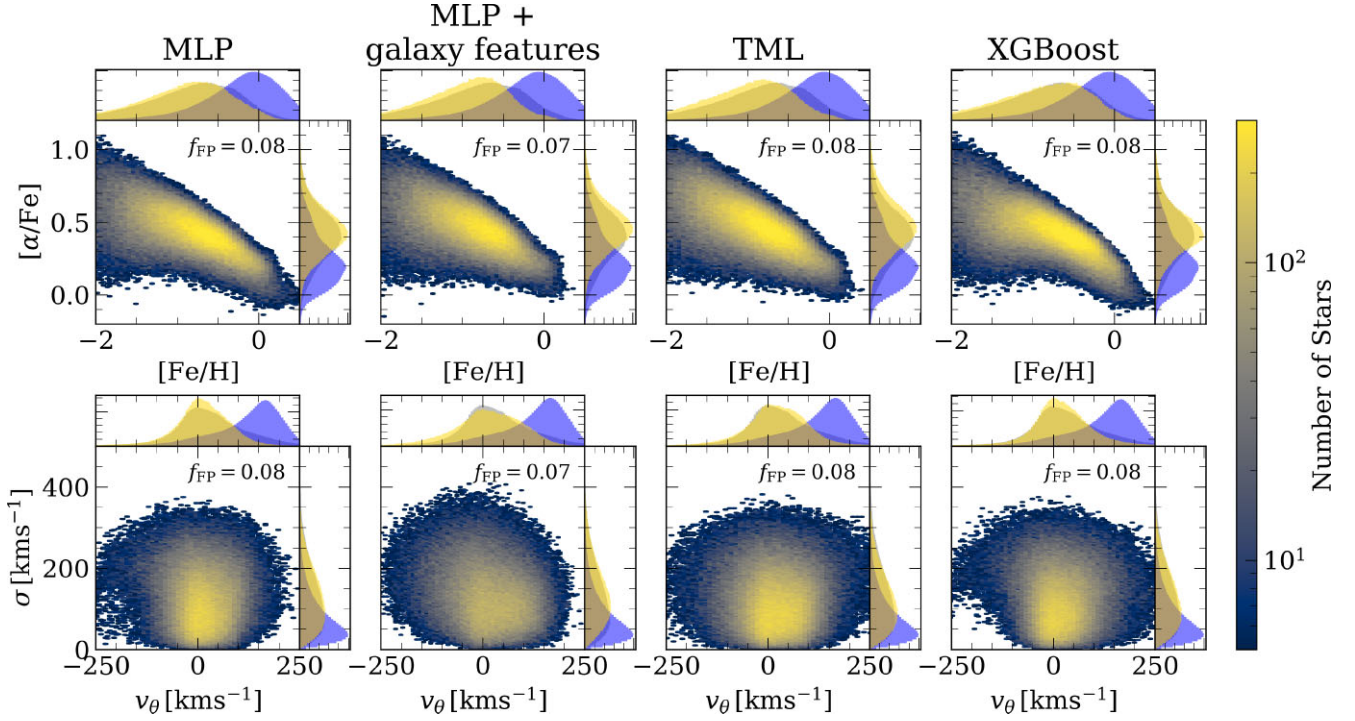 MLP
MLP +
galaxy features
TML
XGBoost
f_FP = 0.08
f_FP = 0.07
f_FP = 0.08
f_FP = 0.08
[α/Fe]
1.0
0.5
0.0
−2
0
−2
0
−2
0
−2
0
[Fe/H]
[Fe/H]
[Fe/H]
[Fe/H]
f_FP = 0.08
f_FP = 0.07
f_FP = 0.08
f_FP = 0.08
σ [kms⁻¹]
400
200
0
−250
0
250
−250
0
250
−250
0
250
−250
0
250
v_θ [kms⁻¹]
v_θ [kms⁻¹]
v_θ [kms⁻¹]
v_θ [kms⁻¹]
10²
10¹
Number of Stars